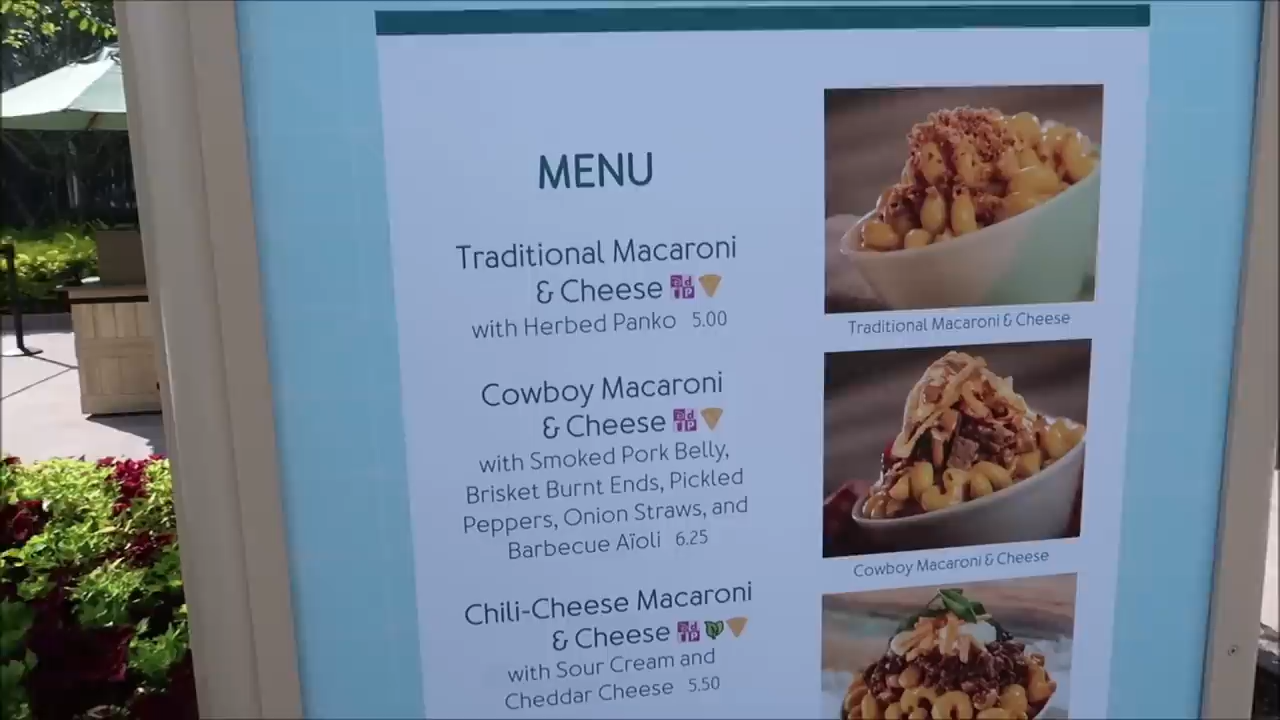 MENU
Traditional Macaroni
& Cheese
with Herbed Panko 5.00
Cowboy Macaroni
& Cheese
with Smoked Pork Belly,
Brisket Burnt Ends, Pickled
Peppers, Onion Straws, and
Barbecue Aïoli 6.25
Chili-Cheese Macaroni
& Cheese
with Sour Cream and
Cheddar Cheese 5.50
Traditional Macaroni & Cheese
Cowboy Macaroni & Cheese